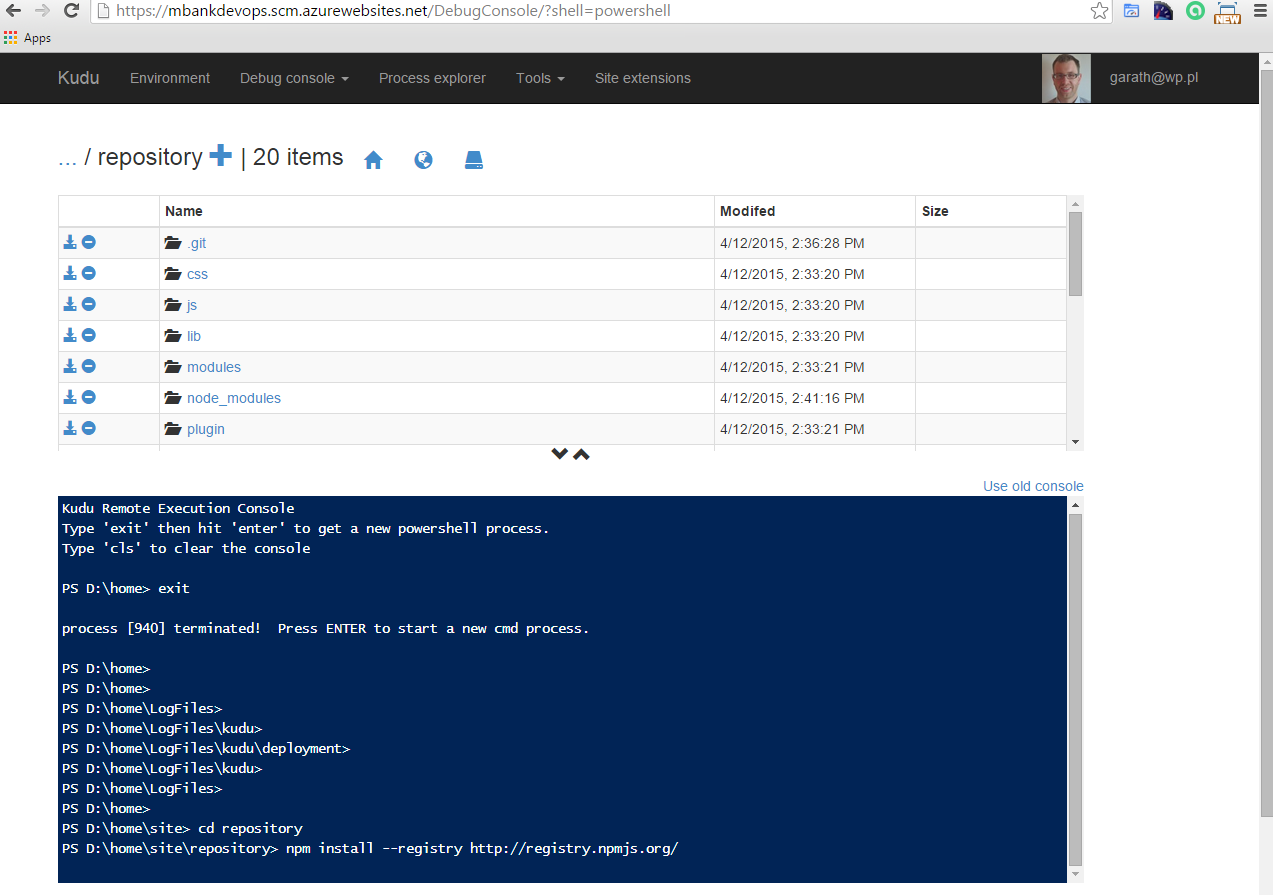 https://mbankdevops.scm.azurewebsites.net/DebugConsole/?shell=powershell
NEW
Apps
Kudu Environment Debug console Process explorer Tools Site extensions garath@wp.pl
... / repository | 20 items
Name Modifed Size
.git 4/12/2015, 2:36:28 PM
css 4/12/2015, 2:33:20 PM
js 4/12/2015, 2:33:20 PM
lib 4/12/2015, 2:33:20 PM
modules 4/12/2015, 2:33:21 PM
node_modules 4/12/2015, 2:41:16 PM
plugin 4/12/2015, 2:33:21 PM
Use old console
Kudu Remote Execution Console
Type 'exit' then hit 'enter' to get a new powershell process.
Type 'cls' to clear the console
PS D:\home> exit
process [940] terminated!  Press ENTER to start a new cmd process.
PS D:\home>
PS D:\home>
PS D:\home\LogFiles>
PS D:\home\LogFiles\kudu>
PS D:\home\LogFiles\kudu\deployment>
PS D:\home\LogFiles\kudu>
PS D:\home\LogFiles>
PS D:\home>
PS D:\home\site> cd repository
PS D:\home\site\repository> npm install --registry http://registry.npmjs.org/